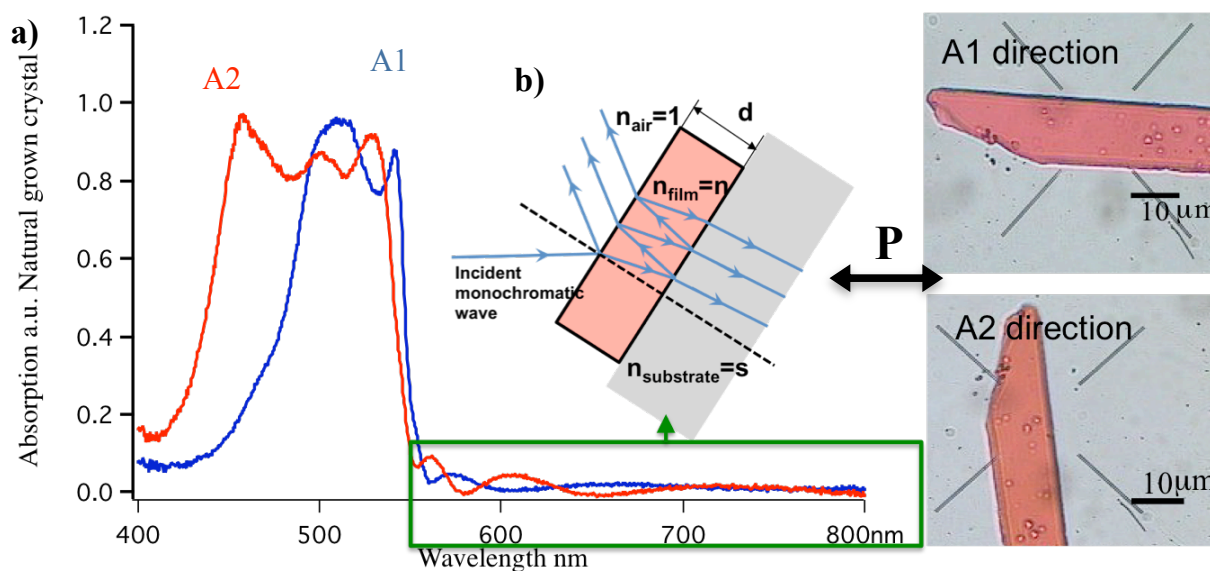 a)
Absorption a.u. Natural grown crystal
1.2
1.0
0.8
0.6
0.4
0.2
0.0
400
500
600
700
800nm
Wavelength nm
A2
A1
b)
n_air=1
d
n_film=n
Incident
monochromatic
wave
n_substrate=s
P
A1 direction
10 μm
A2 direction
10μm